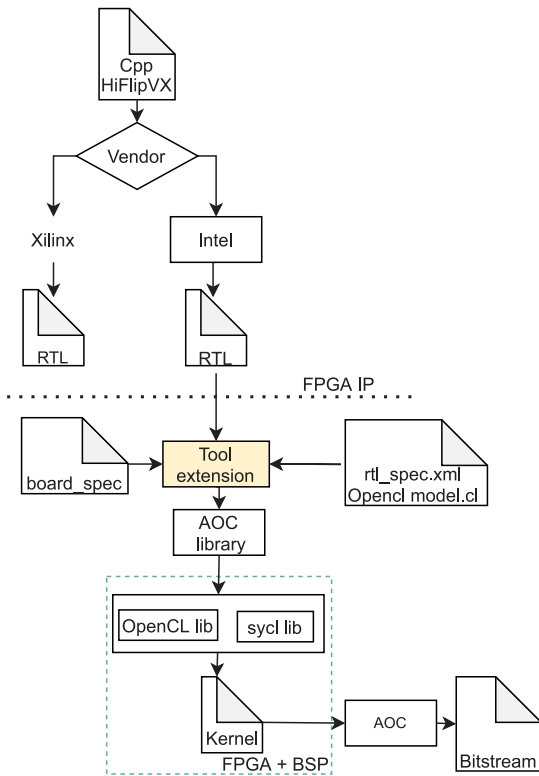 Cpp
HiFlipVX
Vendor
Xilinx
Intel
RTL
RTL
FPGA IP
board_spec
Tool
extension
rtl_spec.xml
Opencl model.cl
AOC
library
OpenCL lib
sycl lib
Kernel
AOC
Bitstream
FPGA + BSP